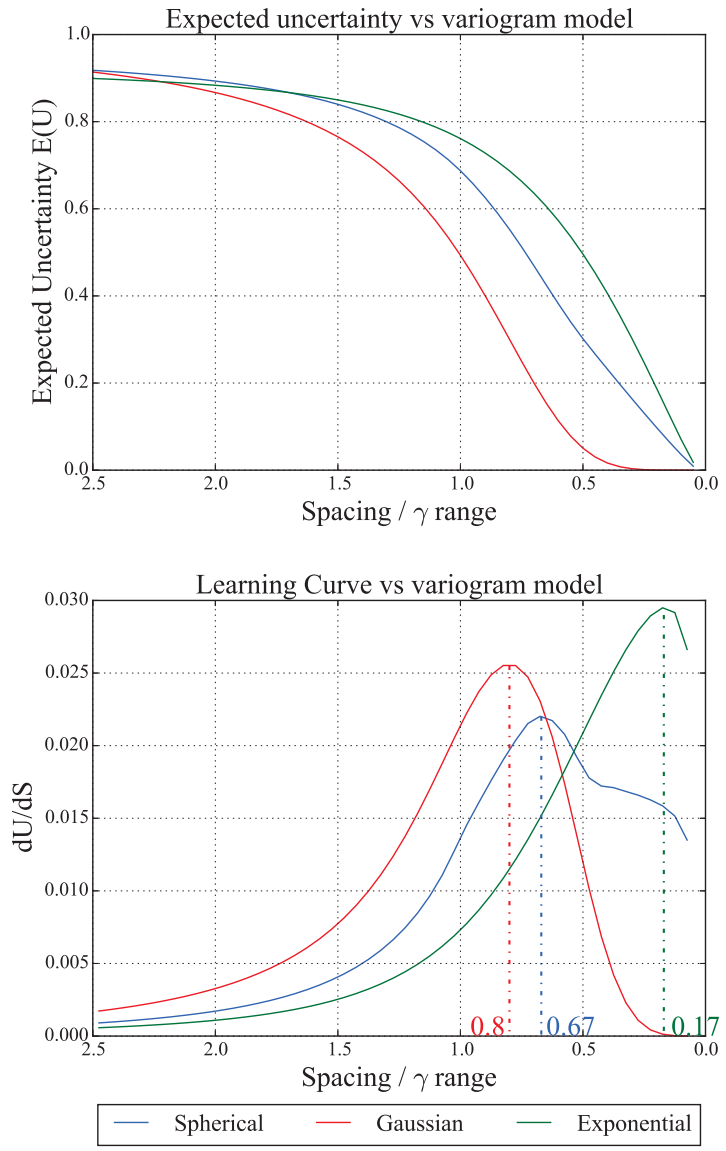 Expected uncertainty vs variogram model
1.0
0.8
0.6
0.4
0.2
0.0
Expected Uncertainty E(U)
2.5 2.0 1.5 1.0 0.5 0.0
Spacing / γ range
Learning Curve vs variogram model
0.030
0.025
0.020
0.015
0.010
0.005
0.000
dU/dS
0.8 0.67 0.17
2.5 2.0 1.5 1.0 0.5 0.0
Spacing / γ range
Spherical Gaussian Exponential